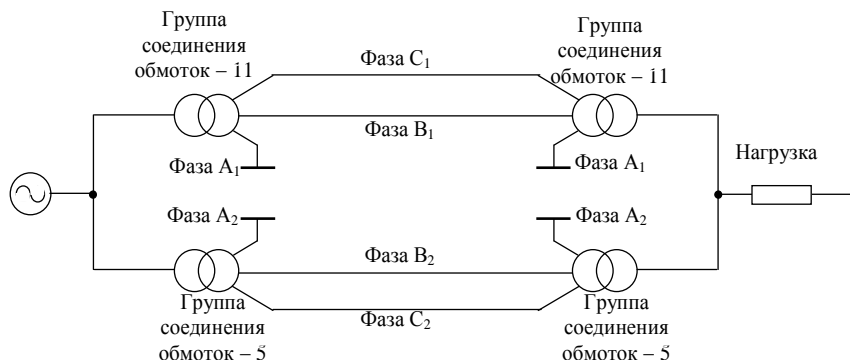 Группа
соединения
обмоток – 11
Группа
соединения
обмоток – 11
Фаза C₁
Фаза B₁
Фаза A₁
Фаза A₁
Нагрузка
Фаза A₂
Фаза A₂
Фаза B₂
Фаза C₂
Группа
соединения
обмоток – 5
Группа
соединения
обмоток – 5